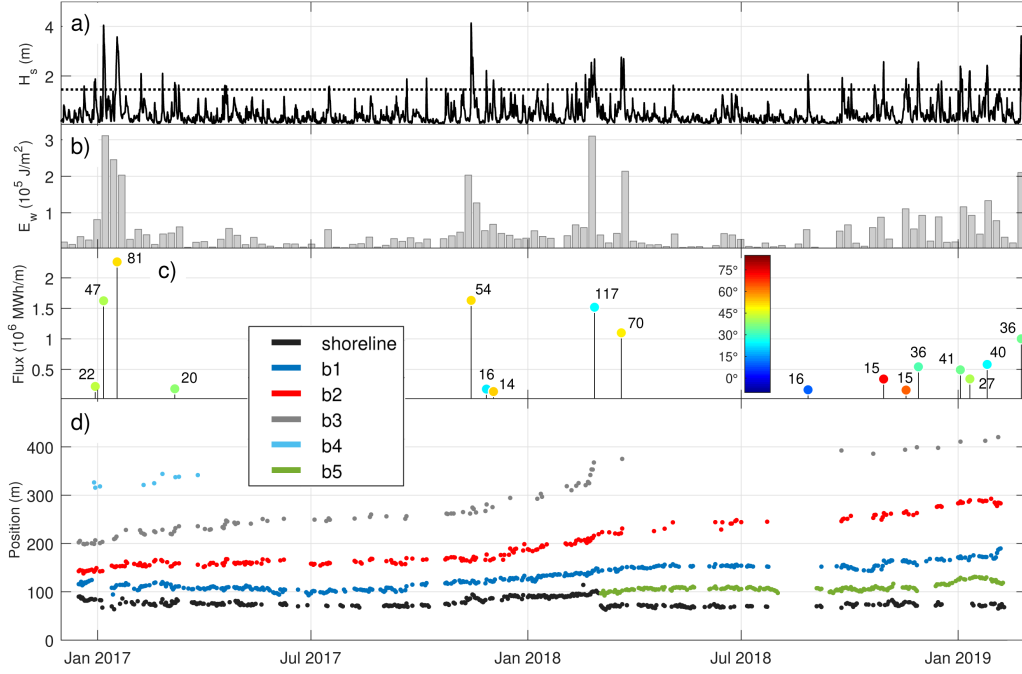 a)
H_s (m)
4
2
b)
E_w (10^5 J/m^2)
3
2
1
c)
Flux (10^6 MWh/m)
2
1.5
1
0.5
22
47
81
20
54
16
14
117
70
75°
60°
45°
30°
15°
0°
16
15
15
36
41
27
40
36
shoreline
b1
b2
b3
b4
b5
d)
Position (m)
400
300
200
100
0
Jan 2017
Jul 2017
Jan 2018
Jul 2018
Jan 2019